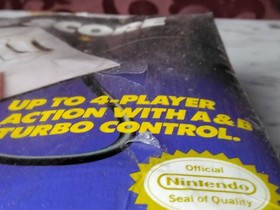 UP TO 4-PLAYER
ACTION WITH A & B
TURBO CONTROL.
Official
Nintendo
Seal of Quality